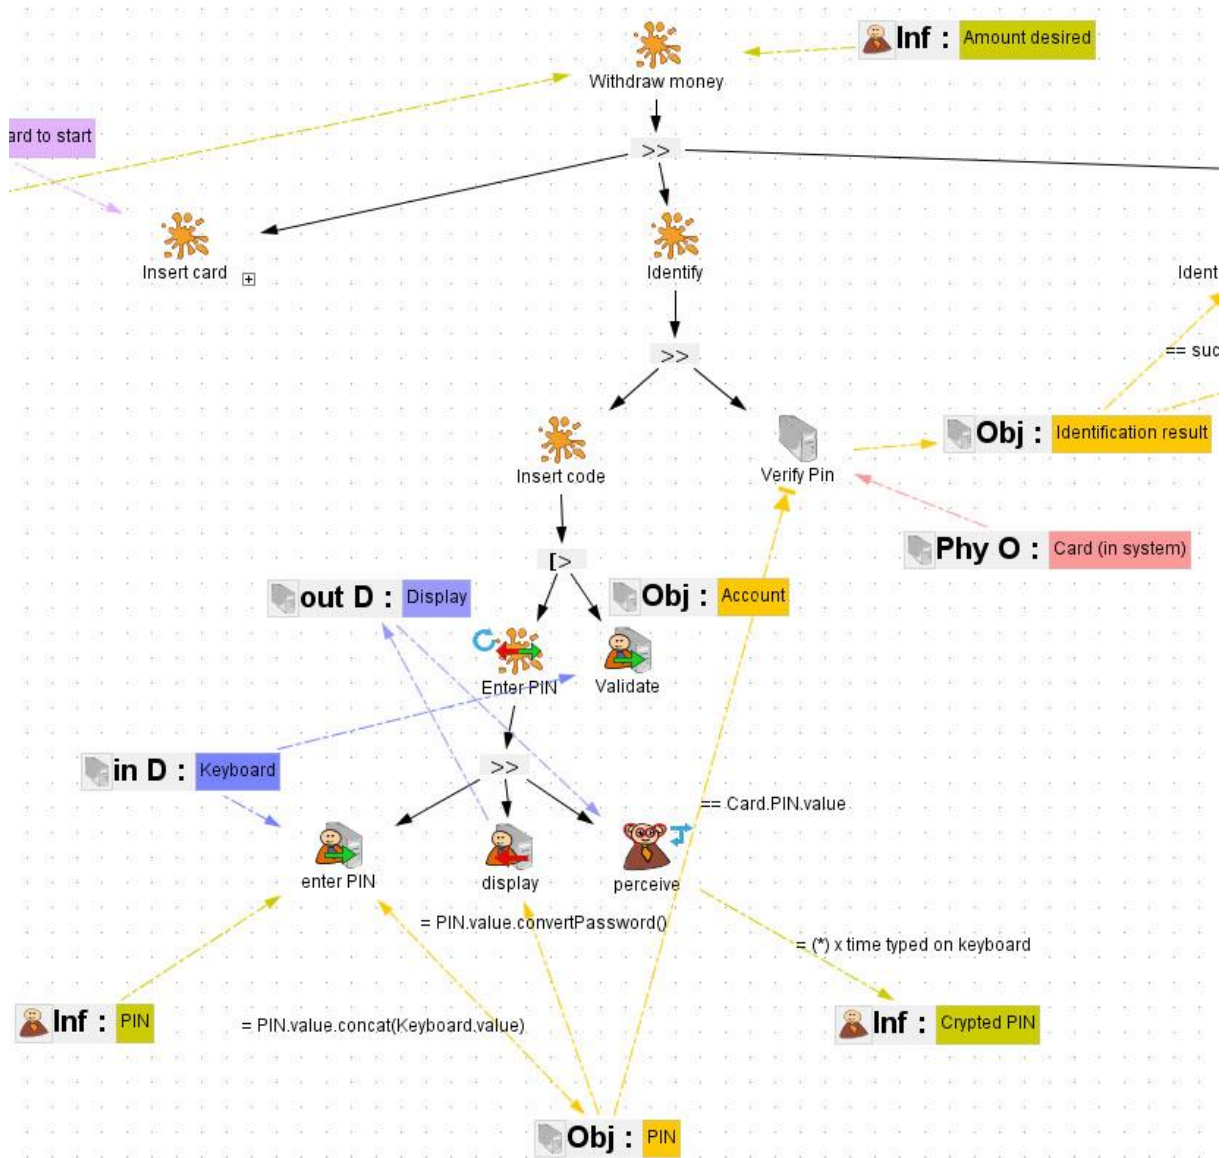 Inf : Amount desired
Withdraw money
ard to start
>>
Insert card
Identify
Ident
>>
== suc
Obj : Identification result
Insert code
Verify Pin
Phy O : Card (in system)
[>
out D : Display
Obj : Account
Enter PIN
Validate
in D : Keyboard
>>
== Card.PIN.value
enter PIN
display
perceive
= PIN.value.convertPassword()
= (*) x time typed on keyboard
Inf : PIN
= PIN.value.concat(Keyboard.value)
Inf : Crypted PIN
Obj : PIN